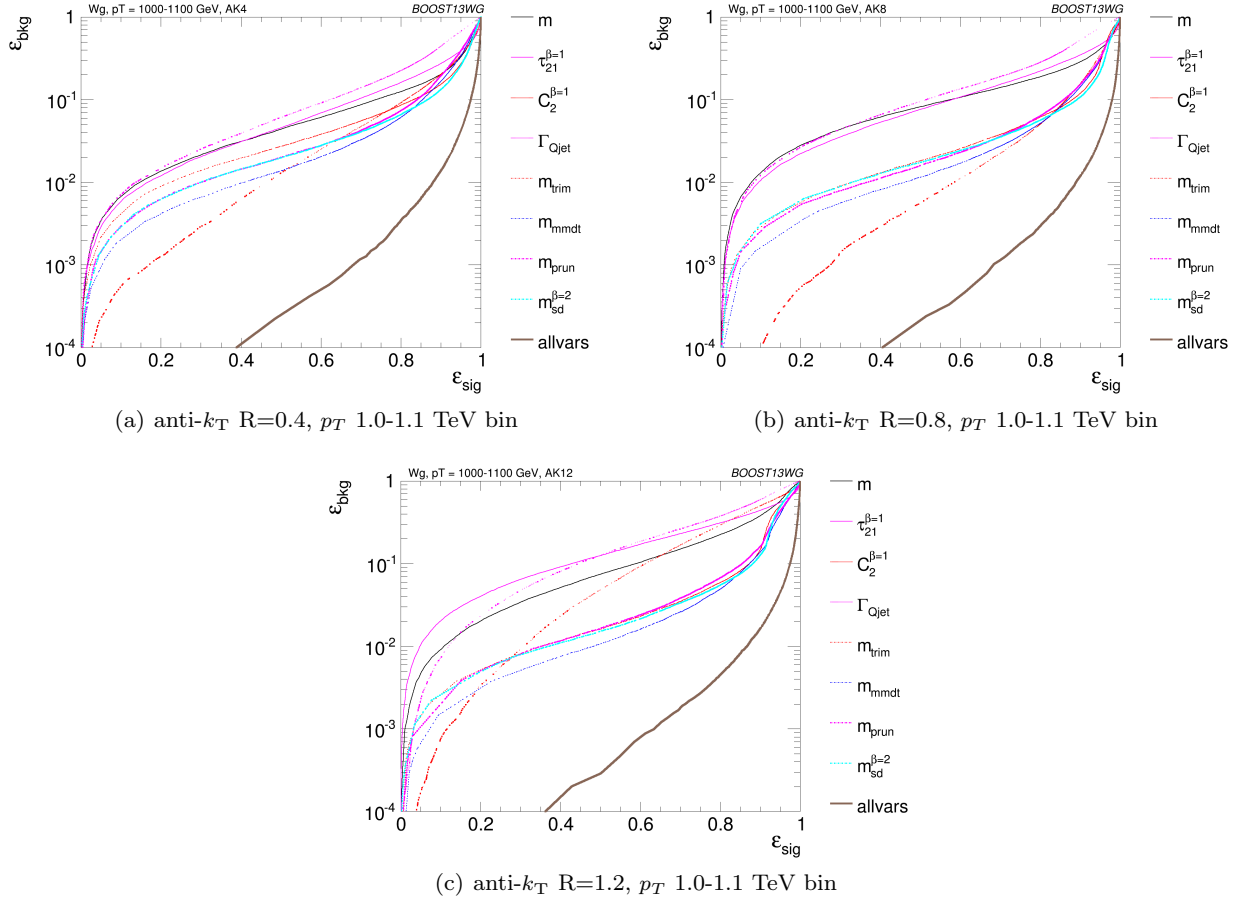 Wg, pT = 1000-1100 GeV, AK4 BOOST13WG
ε_bkg
1
10⁻¹
10⁻²
10⁻³
10⁻⁴
0 0.2 0.4 0.6 0.8 1
ε_sig
m
τ₂₁^β=1
C₂^β=1
Γ_Qjet
m_trim
m_mmdt
m_prun
m_sd^β=2
allvars
(a) anti-k_T R=0.4, p_T 1.0-1.1 TeV bin
Wg, pT = 1000-1100 GeV, AK8 BOOST13WG
ε_bkg
1
10⁻¹
10⁻²
10⁻³
10⁻⁴
0 0.2 0.4 0.6 0.8 1
ε_sig
m
τ₂₁^β=1
C₂^β=1
Γ_Qjet
m_trim
m_mmdt
m_prun
m_sd^β=2
allvars
(b) anti-k_T R=0.8, p_T 1.0-1.1 TeV bin
Wg, pT = 1000-1100 GeV, AK12 BOOST13WG
ε_bkg
1
10⁻¹
10⁻²
10⁻³
10⁻⁴
0 0.2 0.4 0.6 0.8 1
ε_sig
m
τ₂₁^β=1
C₂^β=1
Γ_Qjet
m_trim
m_mmdt
m_prun
m_sd^β=2
allvars
(c) anti-k_T R=1.2, p_T 1.0-1.1 TeV bin